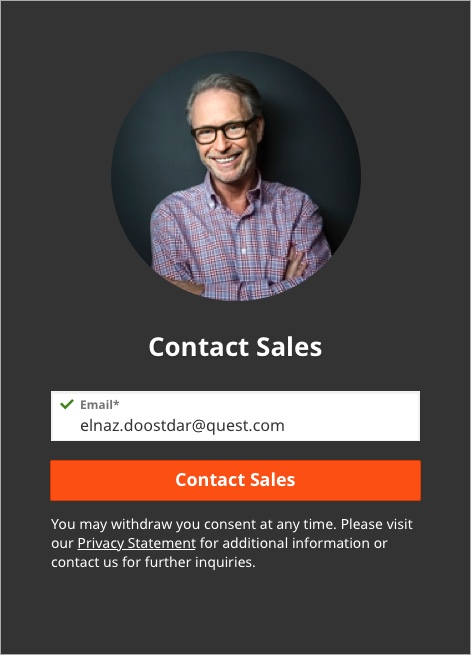 Contact Sales
Email*
elnaz.doostdar@quest.com
Contact Sales
You may withdraw you consent at any time. Please visit
our Privacy Statement for additional information or
contact us for further inquiries.